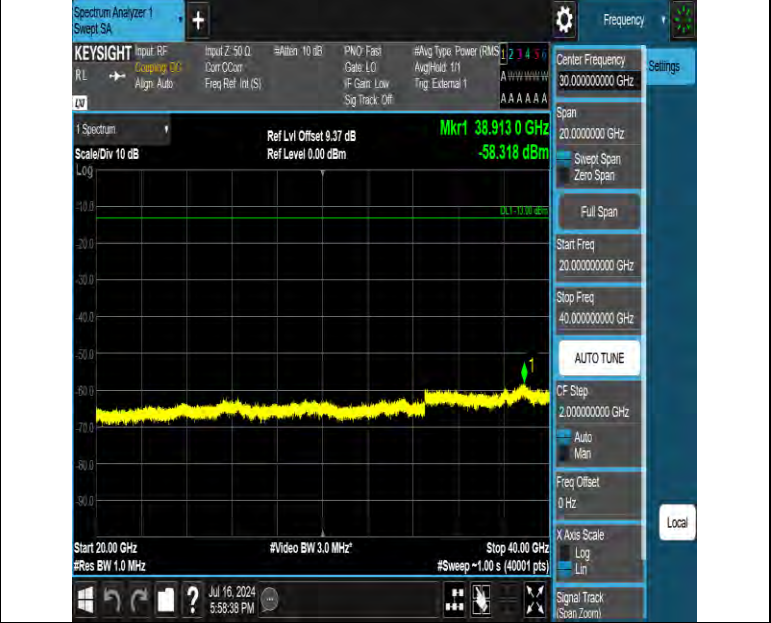 Spectrum Analyzer 1
Swept SA
Frequency
KEYSIGHT
RL
LW
Input: RF
Coupling: DC
Align: Auto
Input Z: 50 Ω
Corr CCorr
Freq Ref: Int (S)
#Atten: 10 dB
PNO: Fast
Gate: LO
IF Gain: Low
Sig Track: Off
#Avg Type: Power (RMS
Avg|Hold: 1/1
Trig: External 1
1 2 3 4 5 6
A W W W W W
A A A A A A
Center Frequency
30.000000000 GHz
Settings
Span
20.0000000 GHz
Swept Span
Zero Span
Full Span
Start Freq
20.000000000 GHz
Stop Freq
40.000000000 GHz
AUTO TUNE
CF Step
2.000000000 GHz
Auto
Man
Freq Offset
0 Hz
X Axis Scale
Log
Lin
Signal Track
(Span Zoom)
Local
1 Spectrum
Scale/Div 10 dB
Log
Ref Lvl Offset 9.37 dB
Ref Level 0.00 dBm
Mkr1 38.913 0 GHz
-58.318 dBm
DL1 -13.00 dBm
-10.0
-20.0
-30.0
-40.0
-50.0
-60.0
-70.0
-80.0
-90.0
1
Start 20.00 GHz
#Res BW 1.0 MHz
#Video BW 3.0 MHz*
Stop 40.00 GHz
#Sweep ~1.00 s (40001 pts)
?
Jul 16, 2024
5:58:38 PM